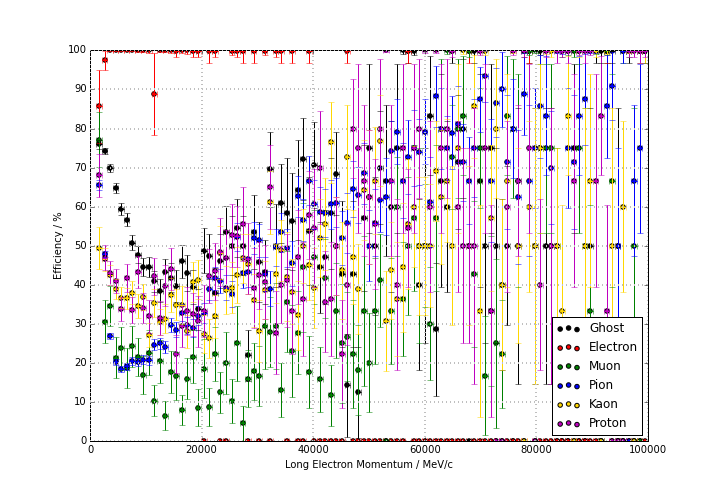 100
90
80
70
60
50
40
30
20
10
0
Efficiency / %
0
20000
40000
60000
80000
100000
Long Electron Momentum / MeV/c
Ghost
Electron
Muon
Pion
Kaon
Proton